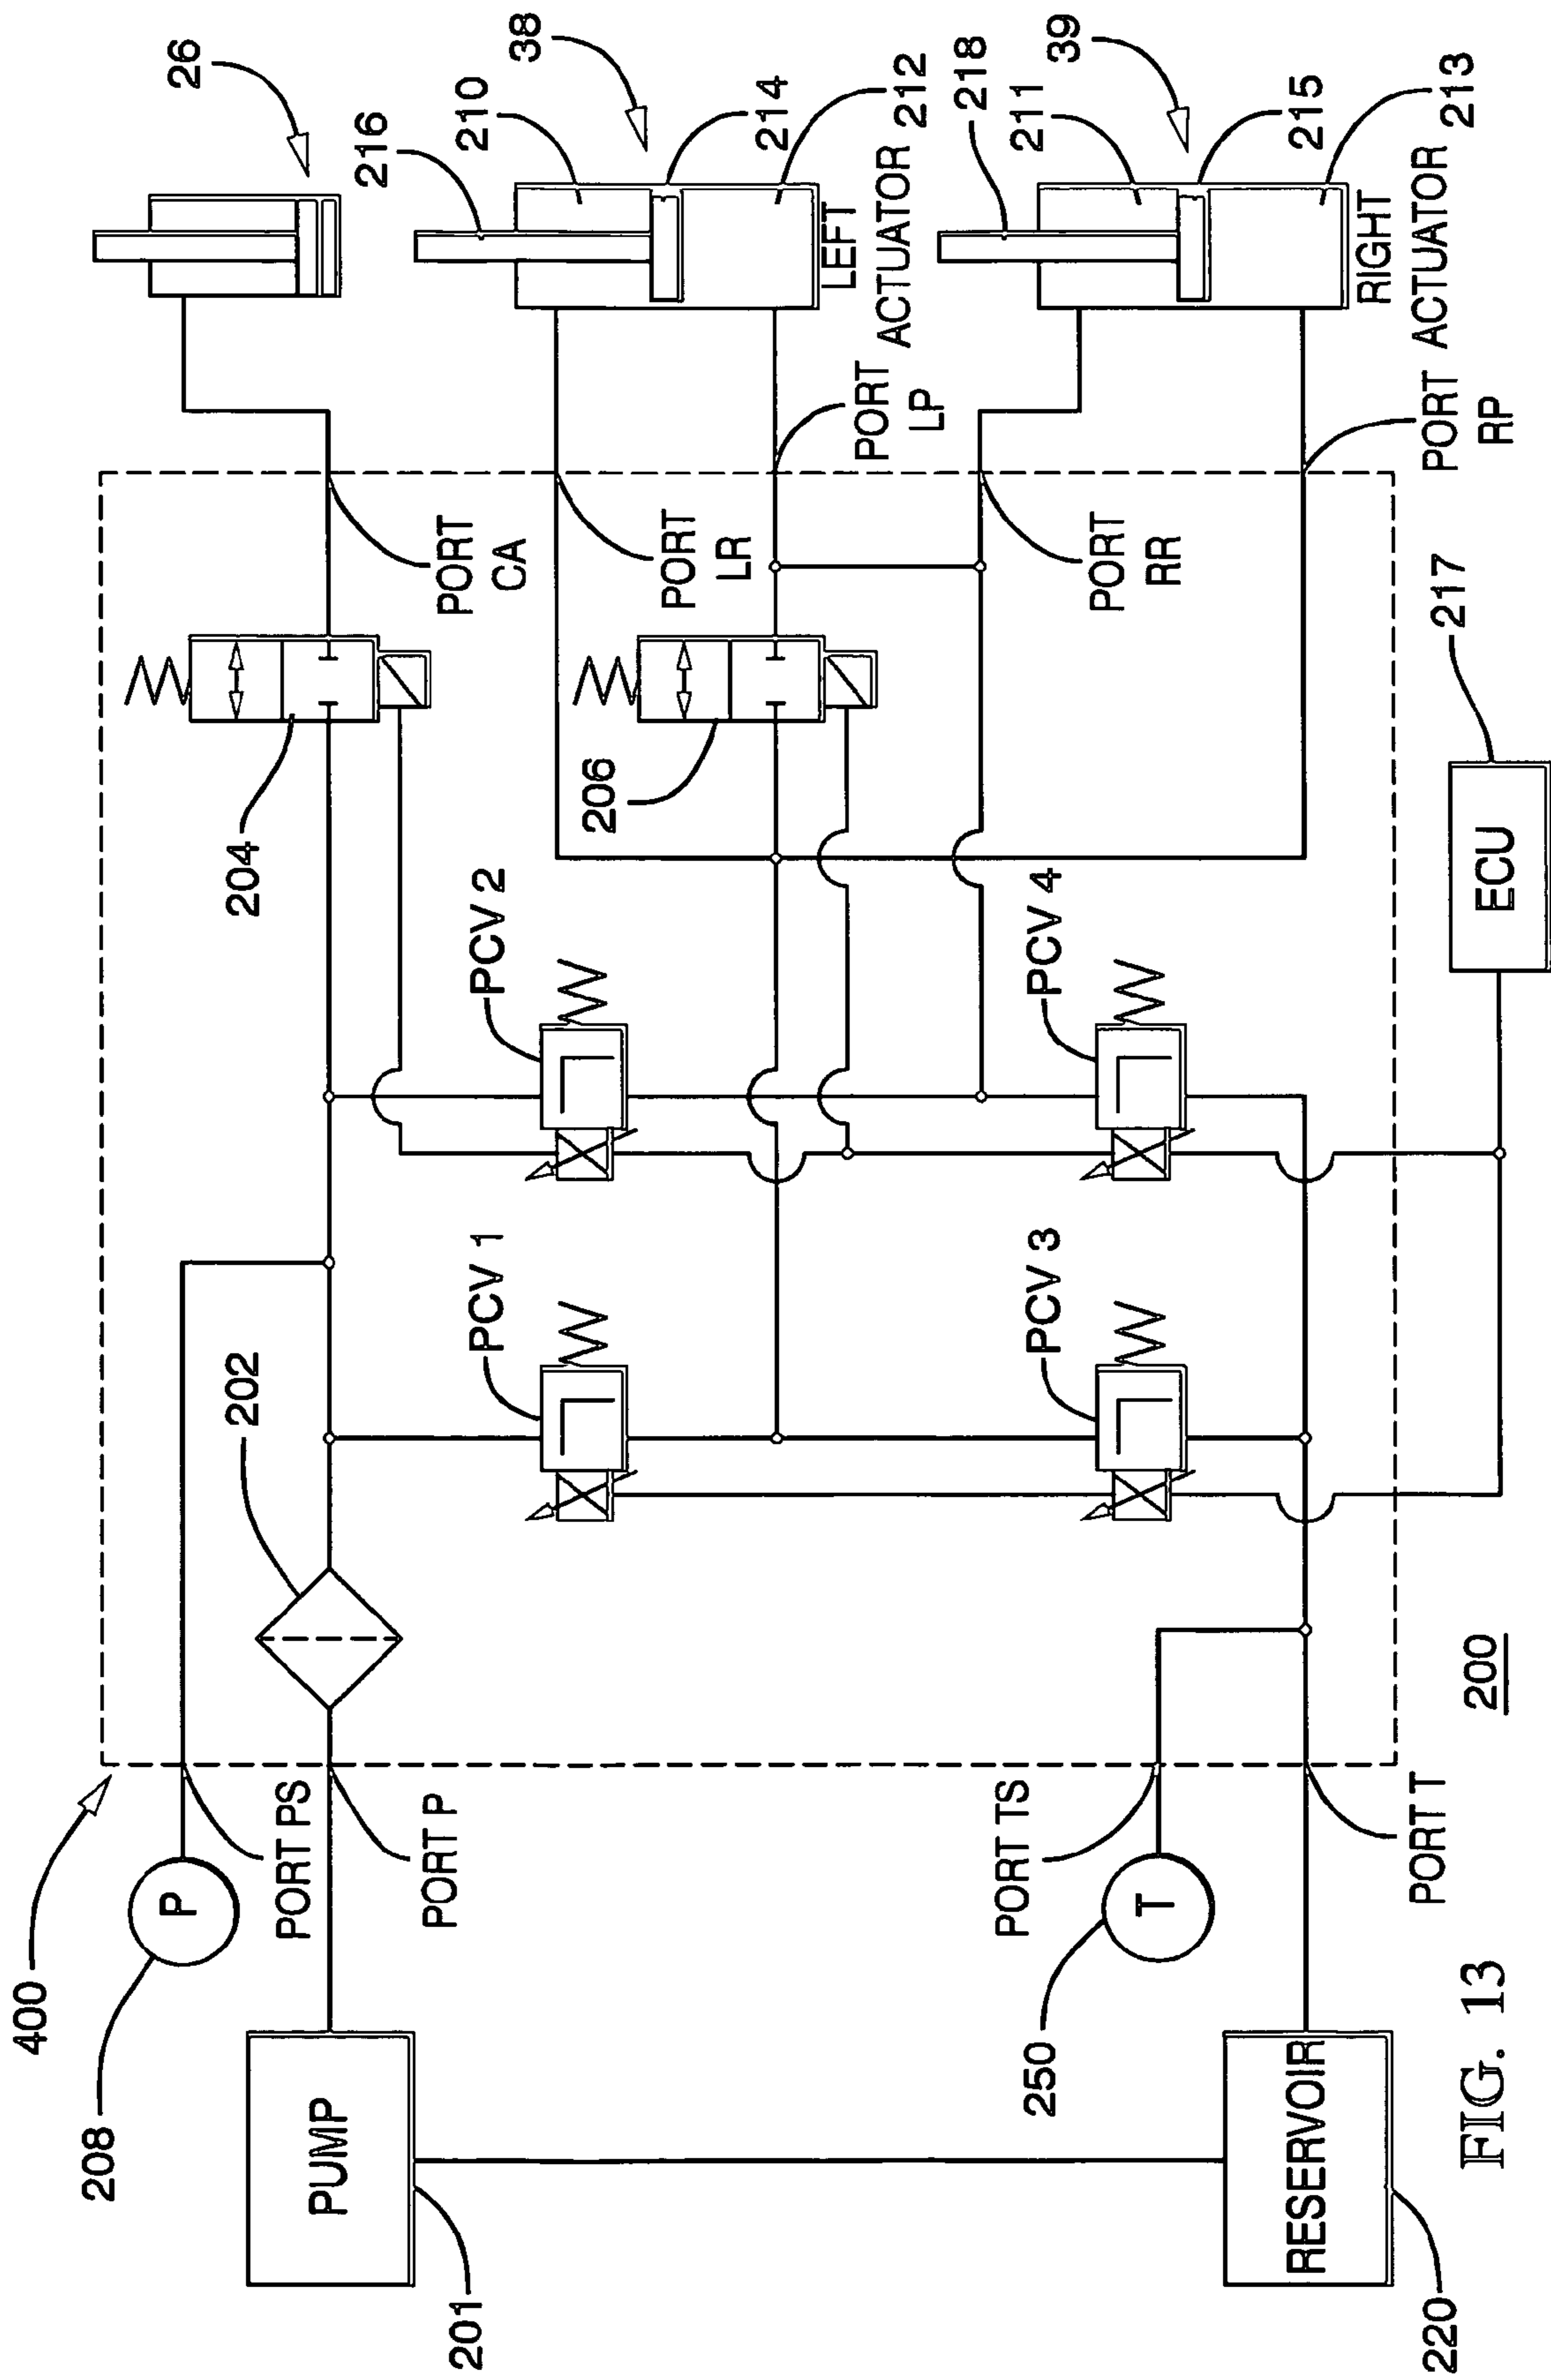 400
208
P
PORT PS
PORT P
PUMP
201
202
PCV 1
PCV 2
204
PORT
CA
26
216
210
38
214
212
LEFT
ACTUATOR
PORT
LR
PORT
LP
206
218
211
39
215
213
RIGHT
ACTUATOR
PORT
RR
PORT
RP
PCV 3
PCV 4
217
ECU
PORT TS
250
T
PORT T
RESERVOIR
220
200
FIG. 13